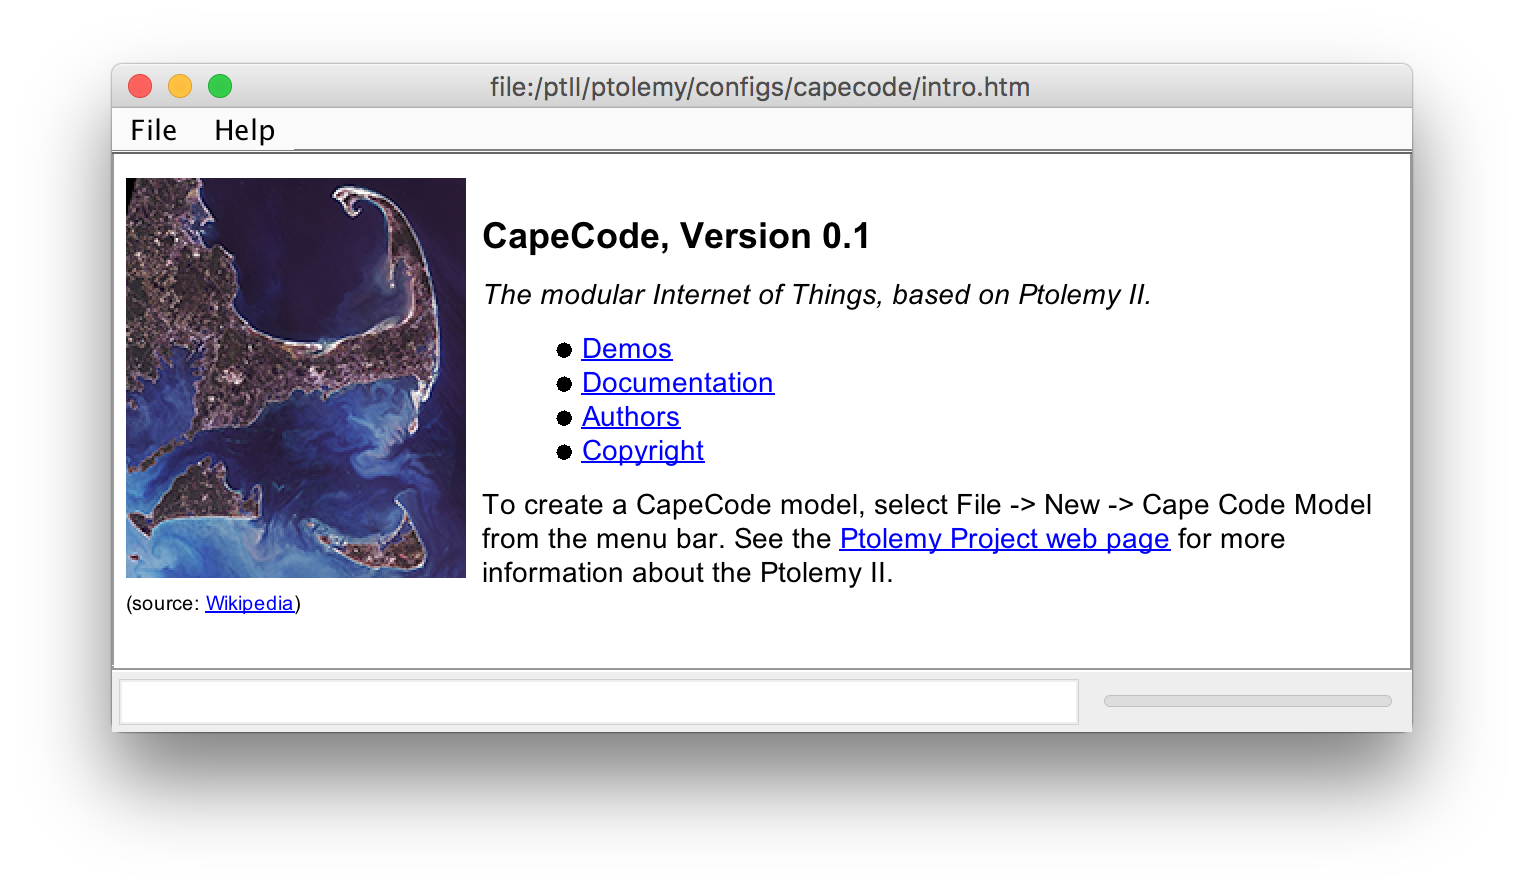 file:/ptII/ptolemy/configs/capecode/intro.htm
File Help
CapeCode, Version 0.1
The modular Internet of Things, based on Ptolemy II.
Demos
Documentation
Authors
Copyright
To create a CapeCode model, select File -> New -> Cape Code Model
from the menu bar. See the Ptolemy Project web page for more
information about the Ptolemy II.
(source: Wikipedia)